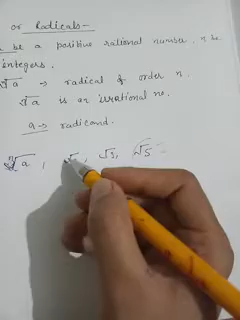 or Radicals-
a be a positive rational number, n be
integers.
ⁿ√a → radical of order n.
ⁿ√a is an irrational no.
a → radicand.
ⁿ√a , √3, √5